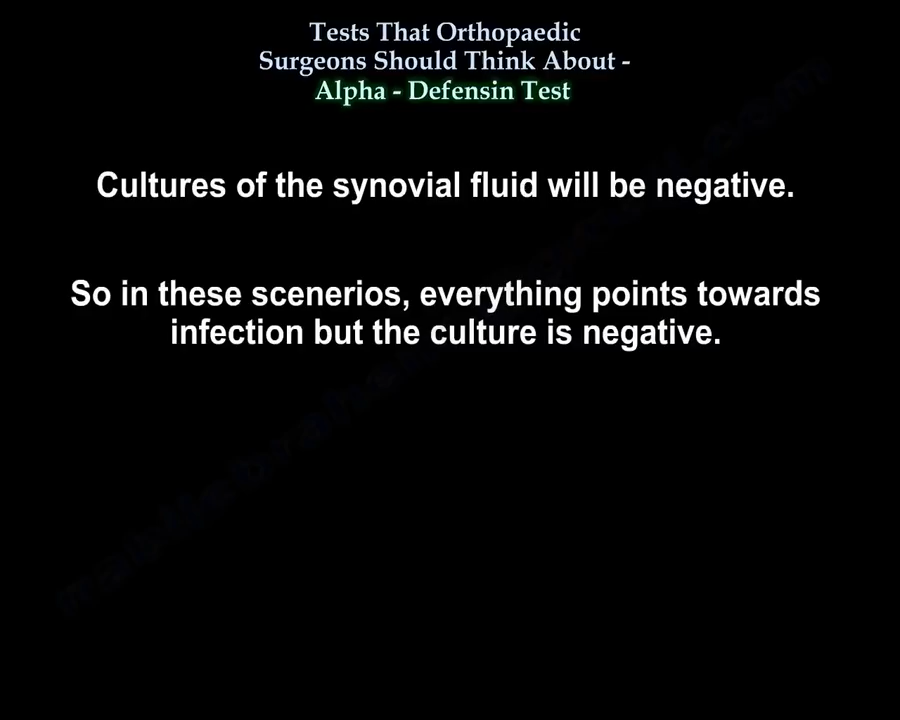 Tests That Orthopaedic
Surgeons Should Think About -
Alpha - Defensin Test
Cultures of the synovial fluid will be negative.
So in these scenerios, everything points towards
infection but the culture is negative.